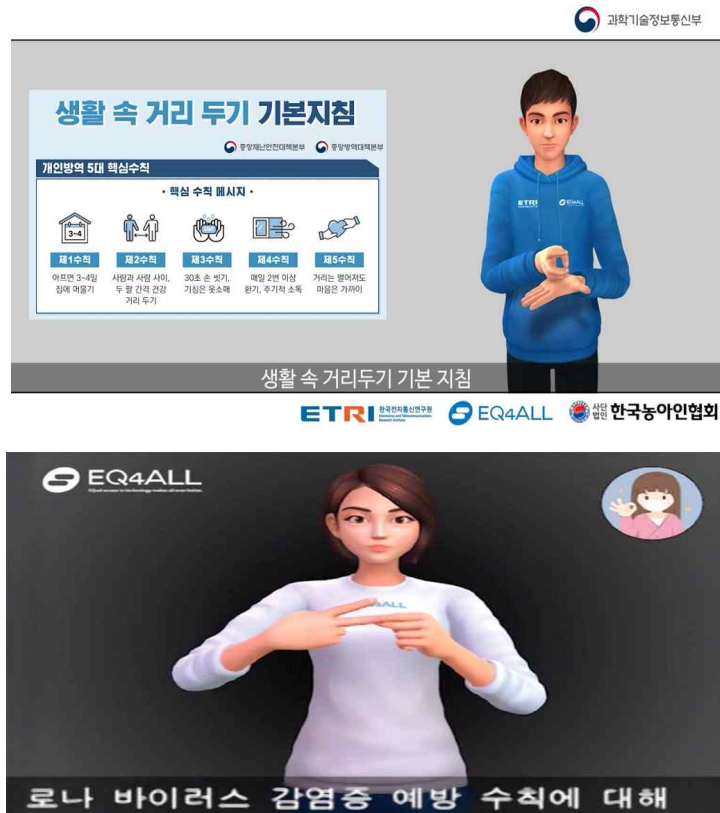 과학기술정보통신부
생활 속 거리 두기 기본지침
중앙재난안전대책본부 중앙방역대책본부
개인방역 5대 핵심수칙
• 핵심 수칙 메시지 •
3~4
제1수칙 제2수칙 제3수칙 제4수칙 제5수칙
아프면 3~4일 사람과 사람 사이, 30초 손 씻기, 매일 2번 이상 거리는 멀어져도
집에 머물기 두 팔 간격 건강 기침은 옷소매 환기, 주기적 소독 마음은 가까이
거리 두기
ETRI EQ4ALL
생활 속 거리두기 기본 지침
ETRI 한국전자통신연구원 EQ4ALL 사단법인 한국농아인협회
EQ4ALL
로나 바이러스 감염증 예방 수칙에 대해